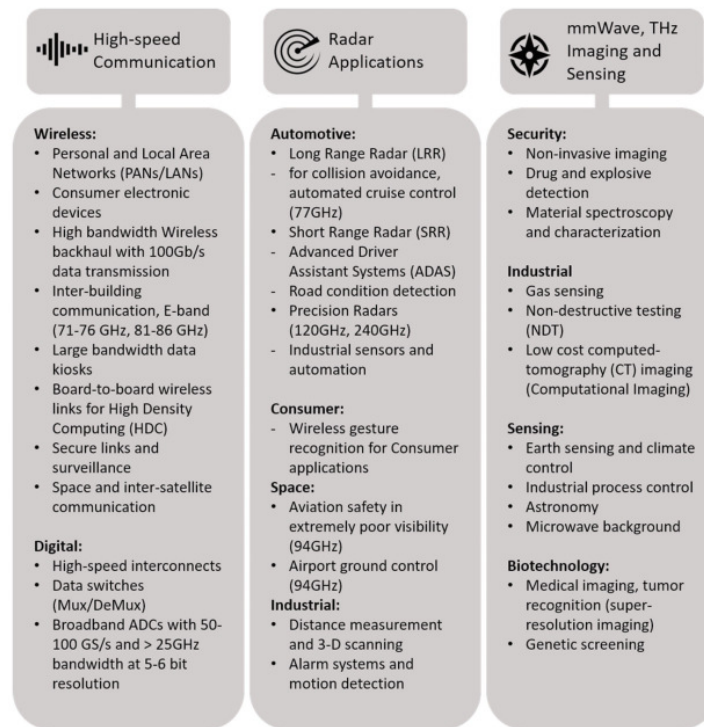 High-speed
Communication
Wireless:
• Personal and Local Area
Networks (PANs/LANs)
• Consumer electronic
devices
• High bandwidth Wireless
backhaul with 100Gb/s
data transmission
• Inter-building
communication, E-band
(71-76 GHz, 81-86 GHz)
• Large bandwidth data
kiosks
• Board-to-board wireless
links for High Density
Computing (HDC)
• Secure links and
surveillance
• Space and inter-satellite
communication
Digital:
• High-speed interconnects
• Data switches
(Mux/DeMux)
• Broadband ADCs with 50-
100 GS/s and > 25GHz
bandwidth at 5-6 bit
resolution
Radar
Applications
Automotive:
• Long Range Radar (LRR)
- for collision avoidance,
automated cruise control
(77GHz)
• Short Range Radar (SRR)
- Advanced Driver
Assistant Systems (ADAS)
- Road condition detection
• Precision Radars
(120GHz, 240GHz)
- Industrial sensors and
automation
Consumer:
- Wireless gesture
recognition for Consumer
applications
Space:
• Aviation safety in
extremely poor visibility
(94GHz)
• Airport ground control
(94GHz)
Industrial:
• Distance measurement
and 3-D scanning
• Alarm systems and
motion detection
mmWave, THz
Imaging and
Sensing
Security:
• Non-invasive imaging
• Drug and explosive
detection
• Material spectroscopy
and characterization
Industrial
• Gas sensing
• Non-destructive testing
(NDT)
• Low cost computed-
tomography (CT) imaging
(Computational Imaging)
Sensing:
• Earth sensing and climate
control
• Industrial process control
• Astronomy
• Microwave background
Biotechnology:
• Medical imaging, tumor
recognition (super-
resolution imaging)
• Genetic screening